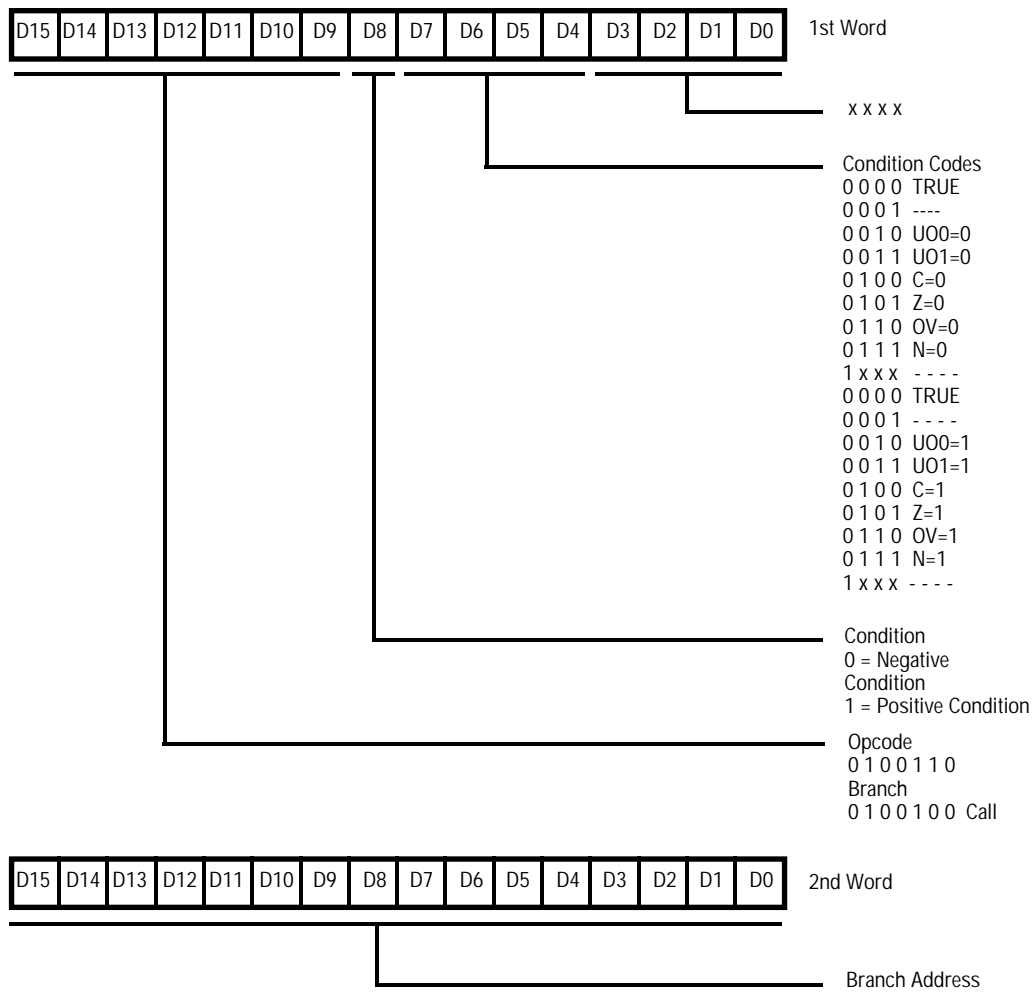 D15 D14 D13 D12 D11 D10 D9 D8 D7 D6 D5 D4 D3 D2 D1 D0 1st Word
x x x x
Condition Codes
0 0 0 0 TRUE
0 0 0 1 ----
0 0 1 0 UO0=0
0 0 1 1 UO1=0
0 1 0 0 C=0
0 1 0 1 Z=0
0 1 1 0 OV=0
0 1 1 1 N=0
1 x x x - - - -
0 0 0 0 TRUE
0 0 0 1 - - - -
0 0 1 0 UO0=1
0 0 1 1 UO1=1
0 1 0 0 C=1
0 1 0 1 Z=1
0 1 1 0 OV=1
0 1 1 1 N=1
1 x x x - - - -
Condition
0 = Negative
Condition
1 = Positive Condition
Opcode
0 1 0 0 1 1 0
Branch
0 1 0 0 1 0 0 Call
D15 D14 D13 D12 D11 D10 D9 D8 D7 D6 D5 D4 D3 D2 D1 D0 2nd Word
Branch Address